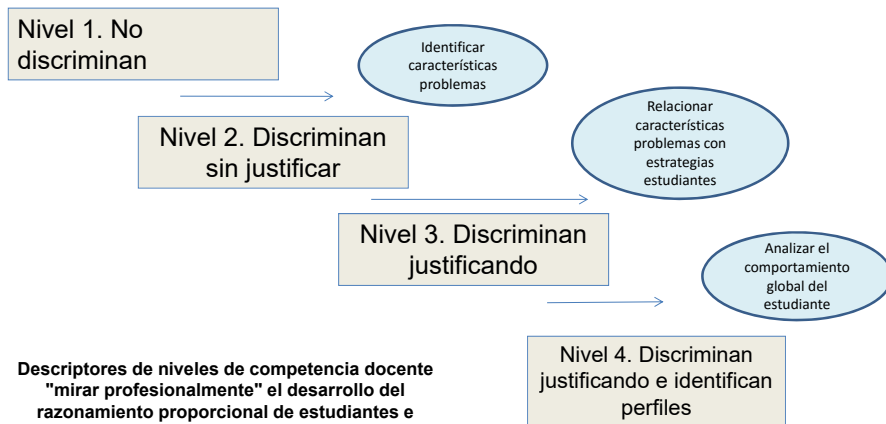 Nivel 1. No
discriminan
Identificar
características
problemas
Nivel 2. Discriminan
sin justificar
Relacionar
características
problemas con
estrategias
estudiantes
Nivel 3. Discriminan
justificando
Analizar el
comportamiento
global del
estudiante
Nivel 4. Discriminan
justificando e identifican
perfiles
Descriptores de niveles de competencia docente
"mirar profesionalmente" el desarrollo del
razonamiento proporcional de estudiantes e